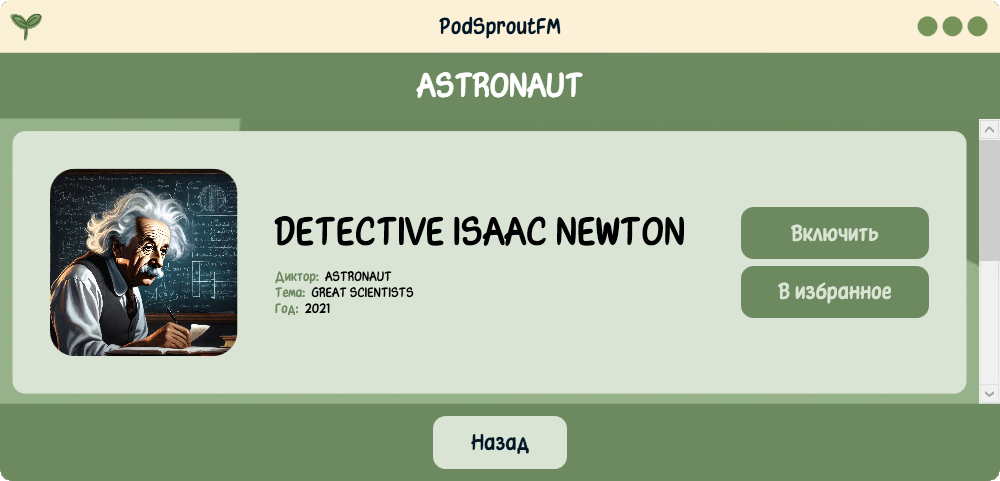 PodSproutFM
ASTRONAUT
DETECTIVE ISAAC NEWTON
Диктор: ASTRONAUT
Тема: GREAT SCIENTISTS
Год: 2021
Включить
В избранное
Назад